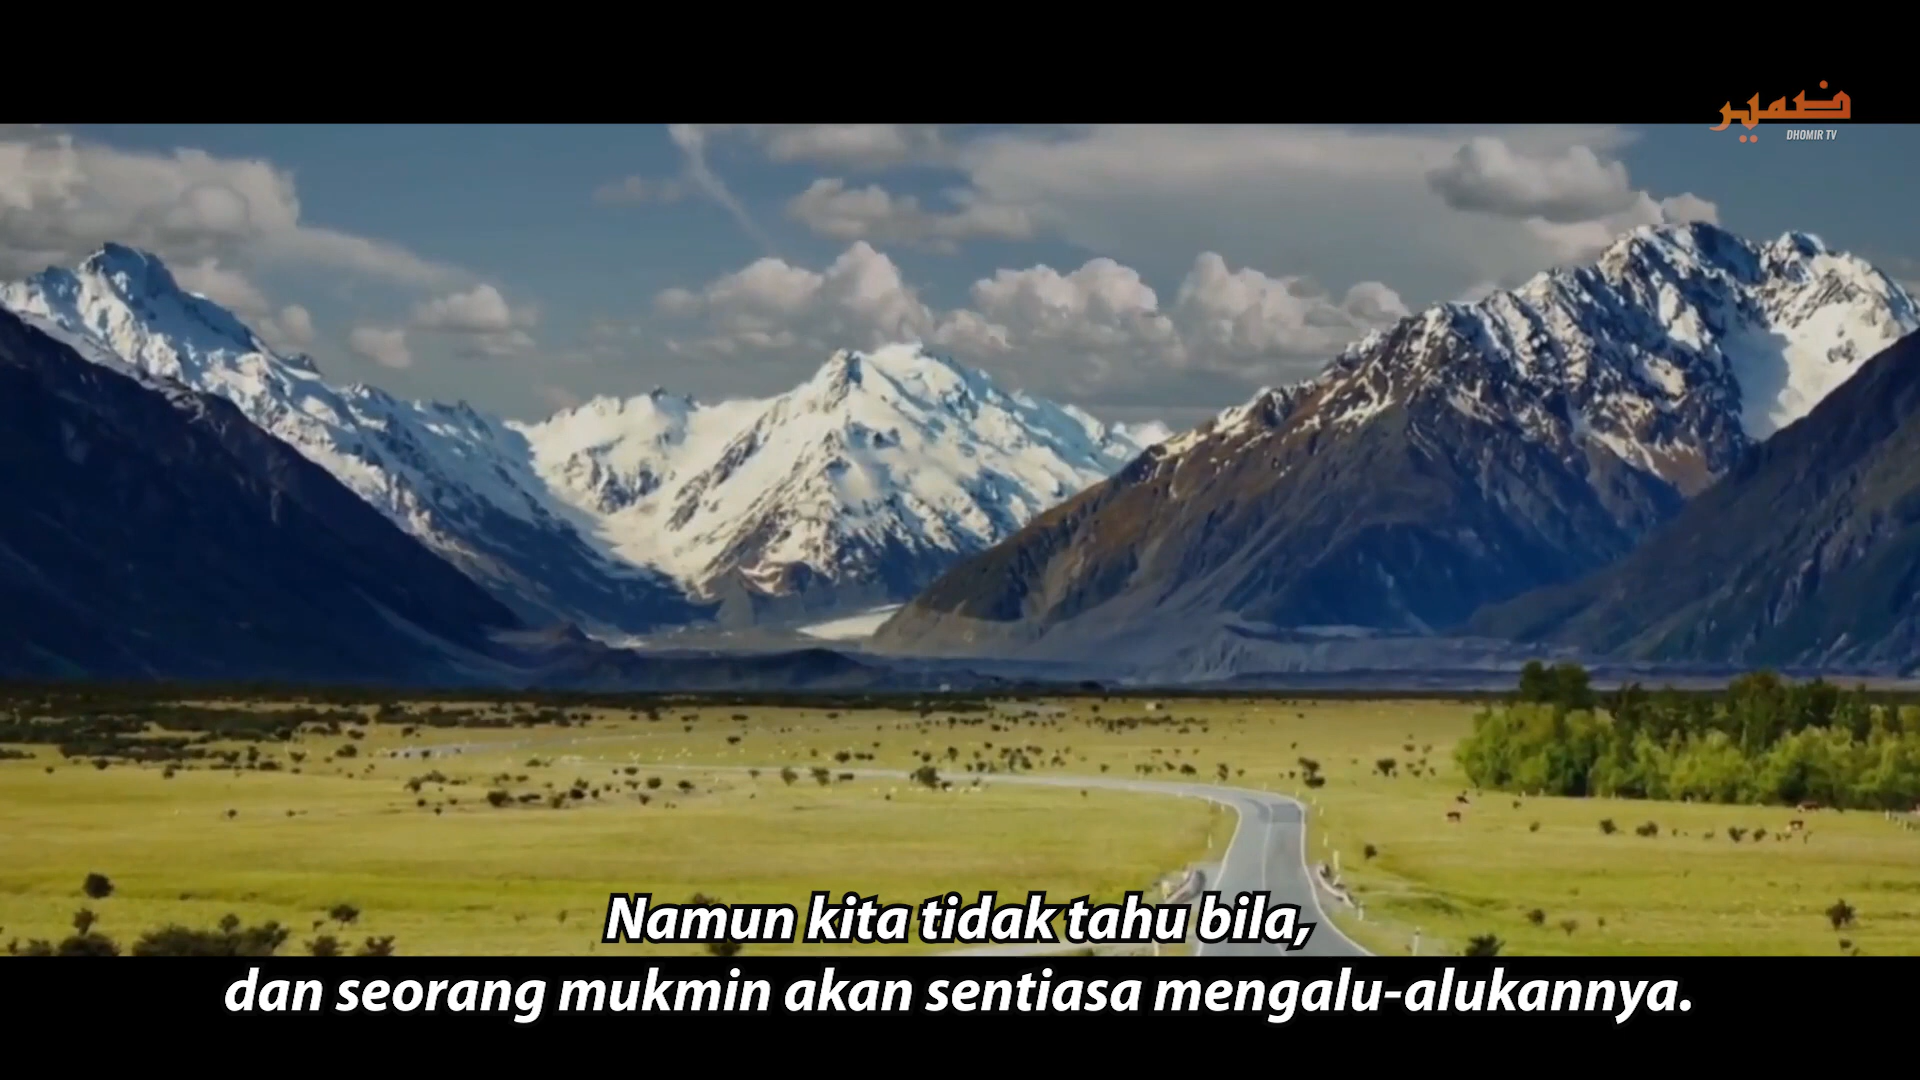 ضمير
DHOMIR TV
Namun kita tidak tahu bila,
dan seorang mukmin akan sentiasa mengalu-alukannya.